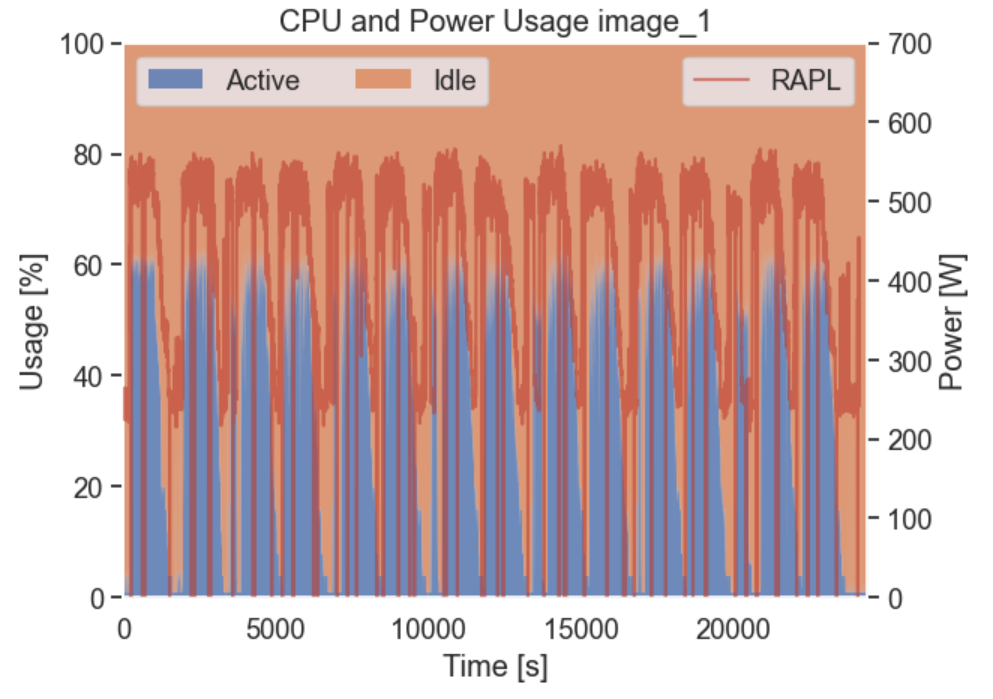 CPU and Power Usage image_1
Active
Idle
RAPL
100
80
60
40
20
0
Usage [%]
700
600
500
400
300
200
100
0
Power [W]
0
5000
10000
15000
20000
Time [s]